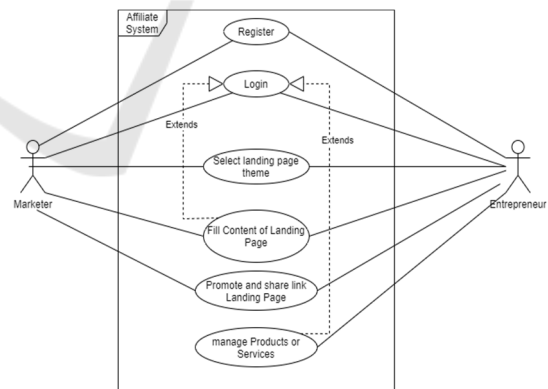 Affiliate
System
Register
Login
Extends
Extends
Select landing page
theme
Marketer
Entrepreneur
Fill Content of Landing
Page
Promote and share link
Landing Page
manage Products or
Services